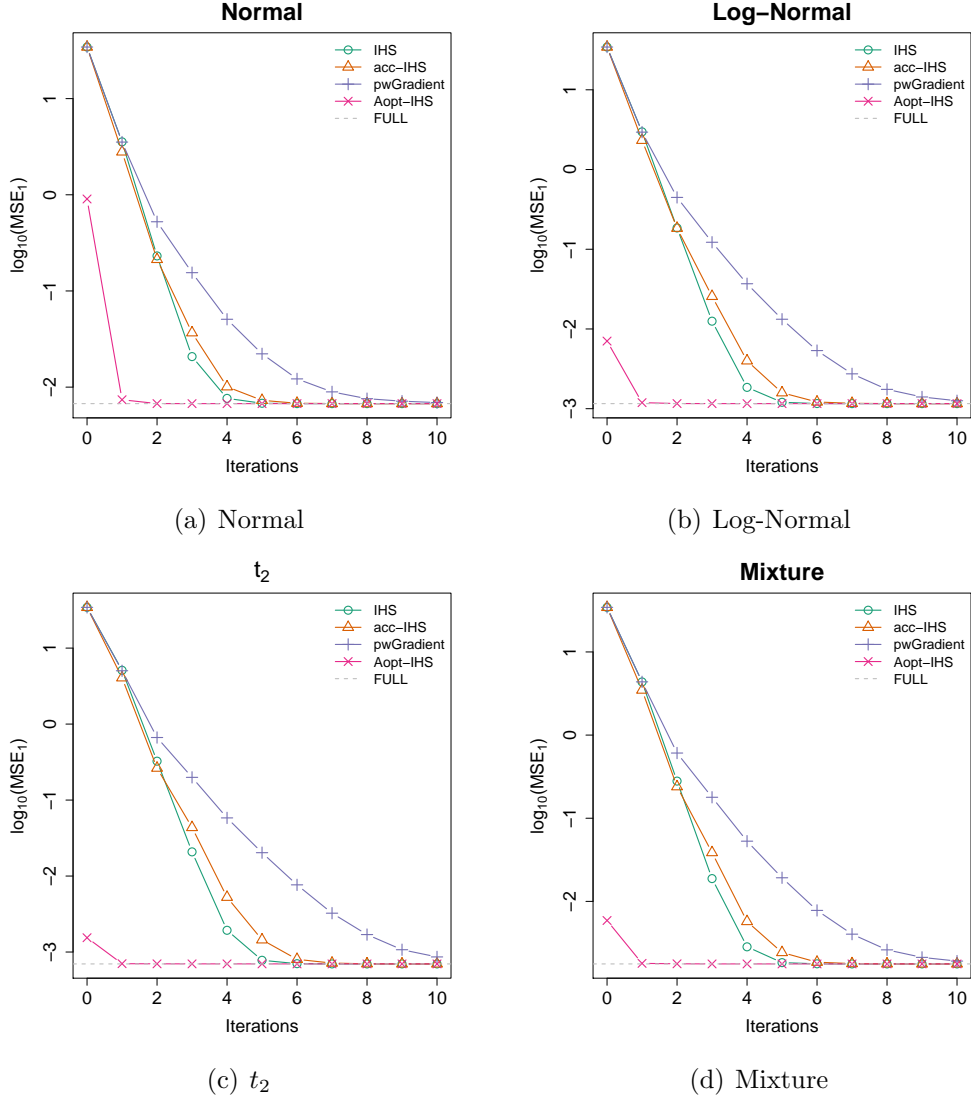 Normal
IHS
acc−IHS
pwGradient
Aopt−IHS
FULL
1
0
-1
-2
log10(MSE1)
0 2 4 6 8 10
Iterations
(a) Normal
Log−Normal
IHS
acc−IHS
pwGradient
Aopt−IHS
FULL
1
0
-1
-2
-3
log10(MSE1)
0 2 4 6 8 10
Iterations
(b) Log-Normal
t2
IHS
acc−IHS
pwGradient
Aopt−IHS
FULL
1
0
-1
-2
-3
log10(MSE1)
0 2 4 6 8 10
Iterations
(c) t2
Mixture
IHS
acc−IHS
pwGradient
Aopt−IHS
FULL
1
0
-1
-2
log10(MSE1)
0 2 4 6 8 10
Iterations
(d) Mixture